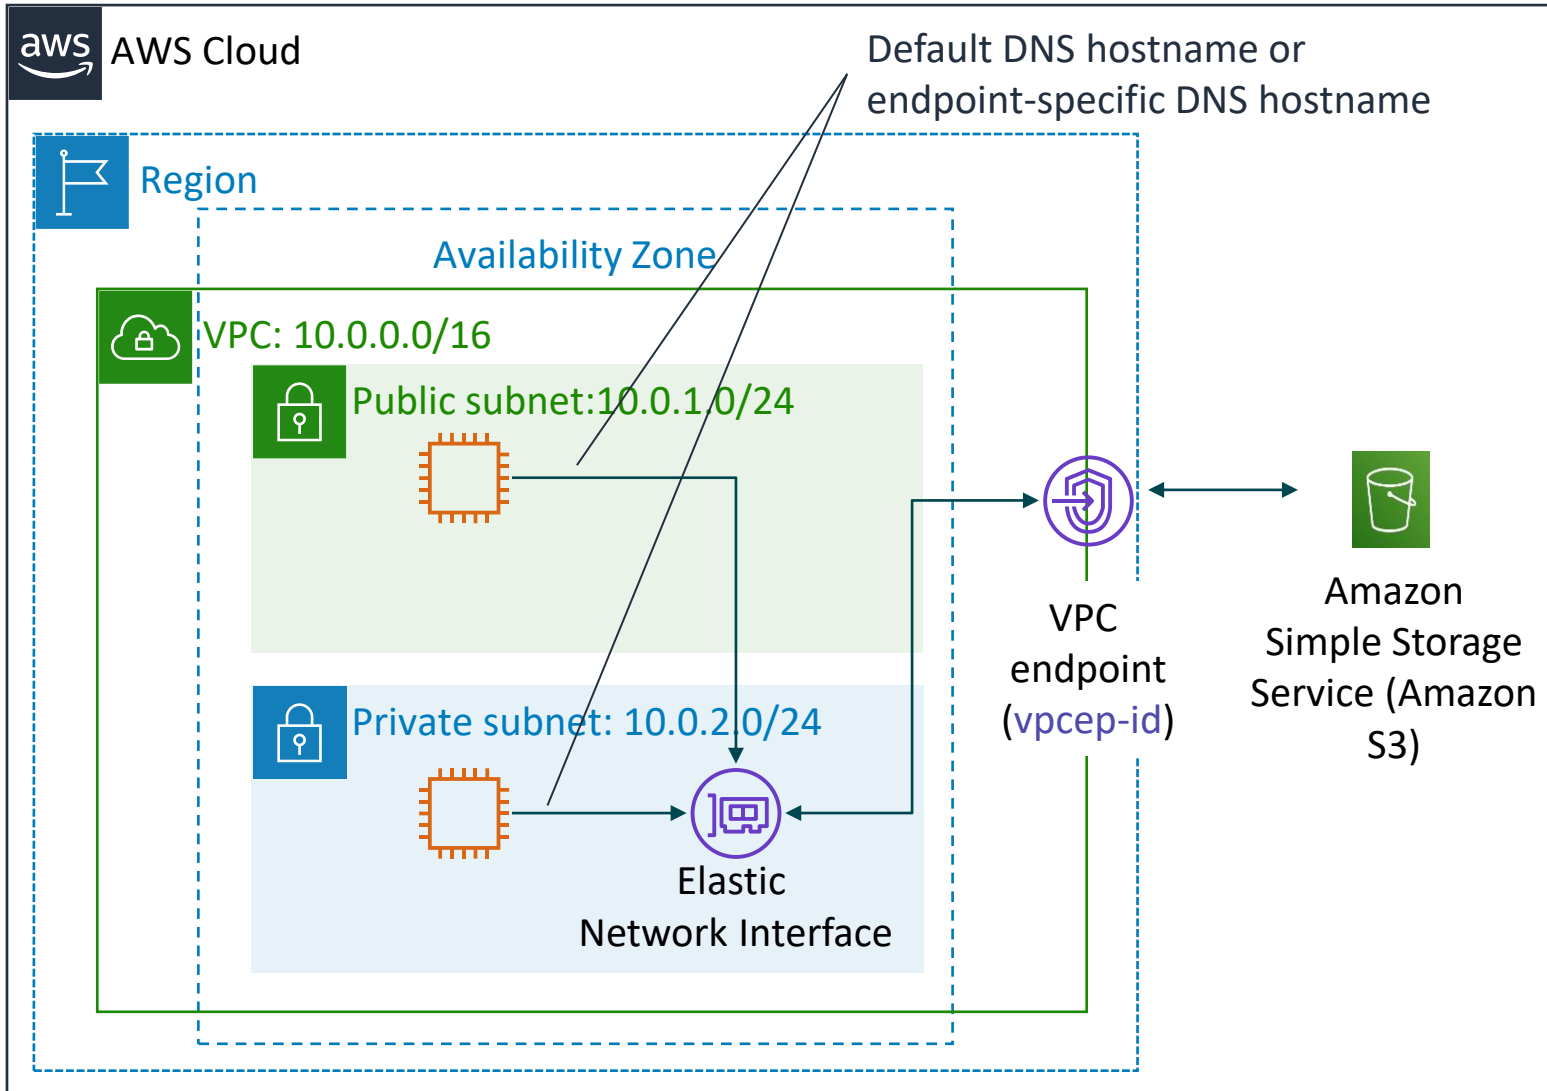 aws
AWS Cloud
Default DNS hostname or
endpoint-specific DNS hostname
Region
Availability Zone
VPC: 10.0.0.0/16
Public subnet:10.0.1.0/24
VPC
endpoint
(vpcep-id)
Amazon
Simple Storage
Service (Amazon
S3)
Private subnet: 10.0.2.0/24
Elastic
Network Interface